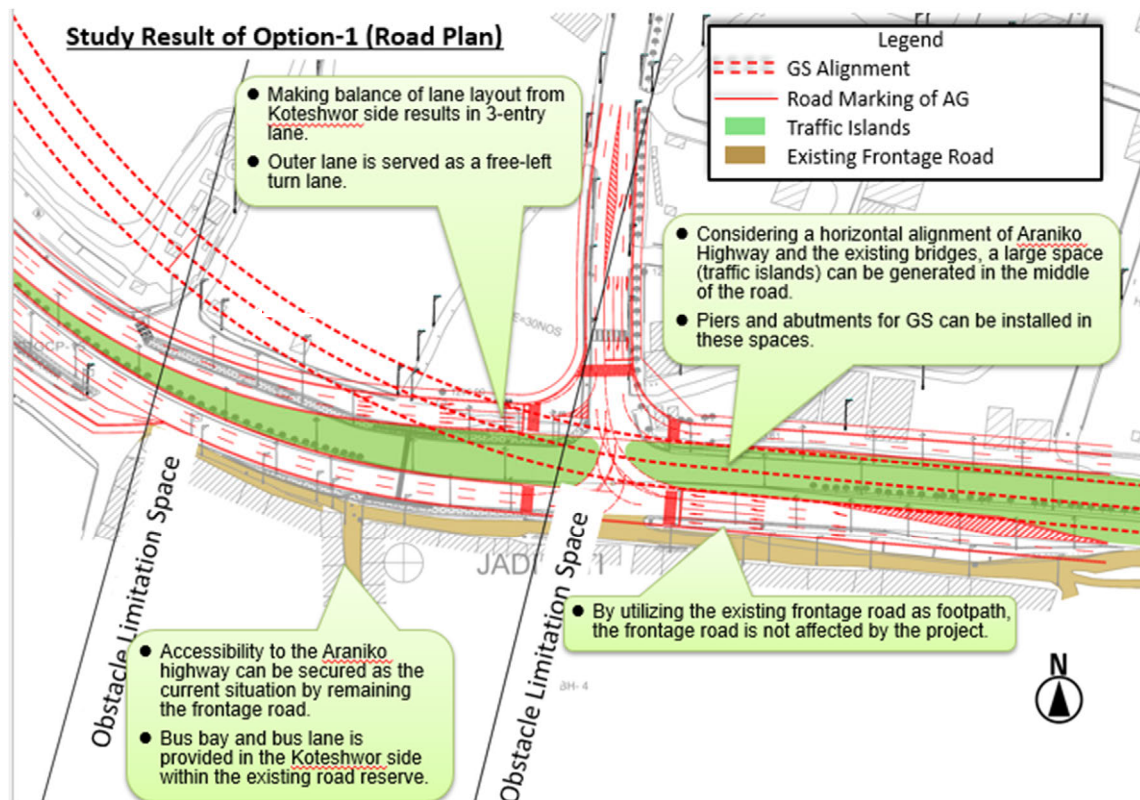 Study Result of Option-1 (Road Plan)
Legend
GS Alignment
Road Marking of AG
Traffic Islands
Existing Frontage Road
● Making balance of lane layout from
Koteshwor side results in 3-entry
lane.
● Outer lane is served as a free-left
turn lane.
● Considering a horizontal alignment of Araniko
Highway and the existing bridges, a large space
(traffic islands) can be generated in the middle
of the road.
● Piers and abutments for GS can be installed in
these spaces.
E=30NOS
Obstacle Limitation Space
Obstacle Limitation Space
● By utilizing the existing frontage road as footpath,
the frontage road is not affected by the project.
● Accessibility to the Araniko
highway can be secured as the
current situation by remaining
the frontage road.
● Bus bay and bus lane is
provided in the Koteshwor side
within the existing road reserve.
BH- 4
N